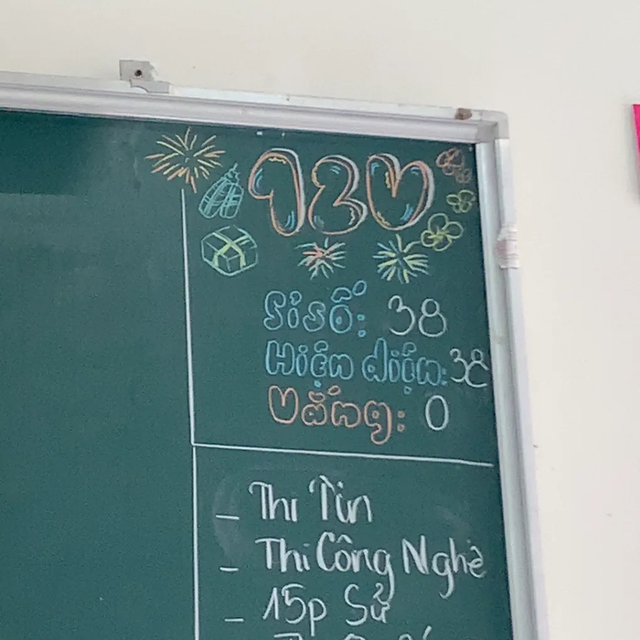 12V
Sĩ số: 38
Hiện diện: 38
Vắng: 0
- Thi Tin
- Thi Công Nghệ
- 15p Sử